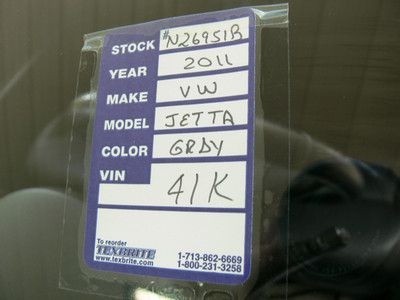 STOCK #N26951B
YEAR 2011
MAKE VW
MODEL JETTA
COLOR GRAY
VIN 41K
To reorder
TEXBRITE
www.texbrite.com
1-713-862-6669
1-800-231-3258